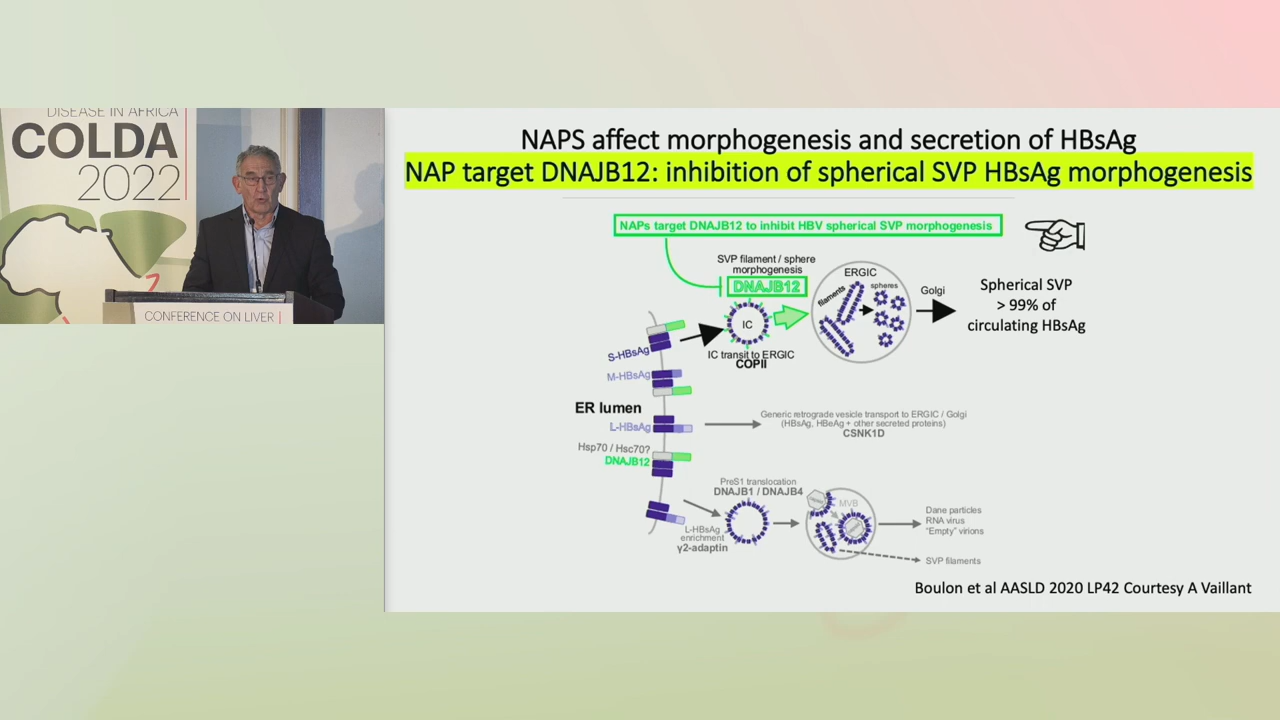 DISEASE IN AFRICA
COLDA
2022
CONFERENCE ON LIVER
NAPS affect morphogenesis and secretion of HBsAg
NAP target DNAJB12: inhibition of spherical SVP HBsAg morphogenesis
NAPs target DNAJB12 to inhibit HBV spherical SVP morphogenesis
SVP filament / sphere
morphogenesis
DNAJB12
ERGIC
filaments
spheres
Golgi
Spherical SVP
> 99% of
circulating HBsAg
IC
S-HBsAg
IC transit to ERGIC
COPII
M-HBsAg
ER lumen
L-HBsAg
Generic retrograde vesicle transport to ERGIC / Golgi
(HBsAg, HBeAg + other secreted proteins)
CSNK1D
Hsp70 / Hsc70?
DNAJB12
PreS1 translocation
DNAJB1 / DNAJB4
MVB
L-HBsAg
enrichment
γ2-adaptin
Dane particles
RNA virus
"Empty" virions
SVP filaments
Boulon et al AASLD 2020 LP42 Courtesy A Vaillant